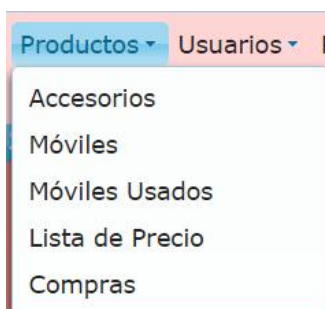 Productos Usuarios
Accesorios
Móviles
Móviles Usados
Lista de Precio
Compras